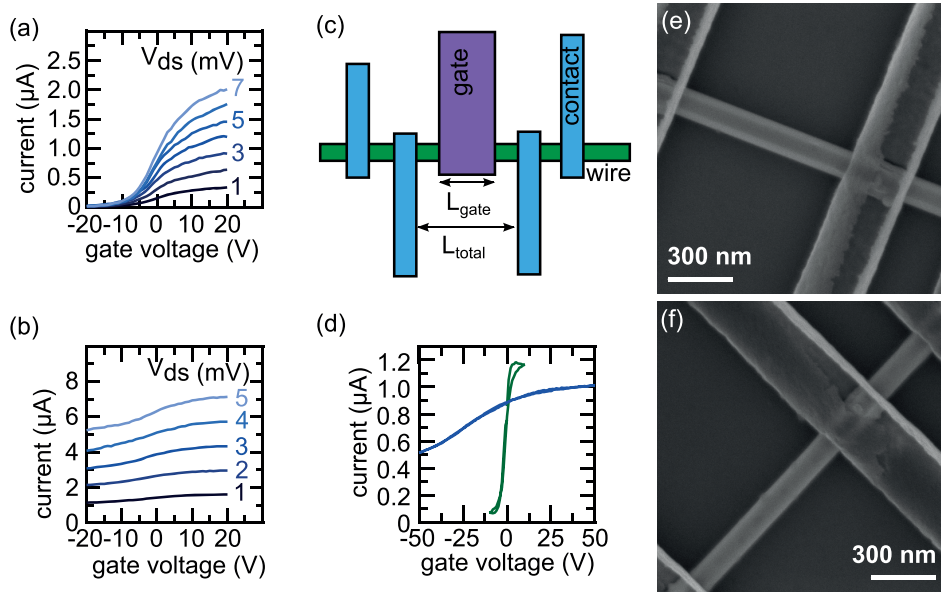 (a)
V_ds (mV)
7
5
3
1
2.5
2.0
1.5
1.0
0.5
0
-20 -10 0 10 20
current (μA)
gate voltage (V)
(b)
V_ds (mV)
5
4
3
2
1
8
6
4
2
0
-20 -10 0 10 20
current (μA)
gate voltage (V)
(c)
gate
contact
wire
L_gate
L_total
(d)
1.2
1.0
0.8
0.6
0.4
0.2
0
-50 -25 0 25 50
current (μA)
gate voltage (V)
(e)
300 nm
(f)
300 nm